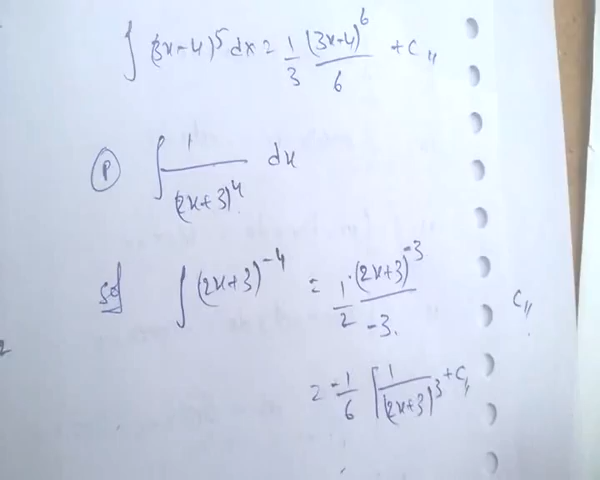 ∫ (3x-4)^5 dx = 1/3 (3x-4)^6/6 + C,,
(P) ∫ 1/(2x+3)^4 dx
Sol ∫ (2x+3)^-4 = 1/2 · (2x+3)^-3/-3. C,,
= -1/6 [1/(2x+3)^3 + C,,